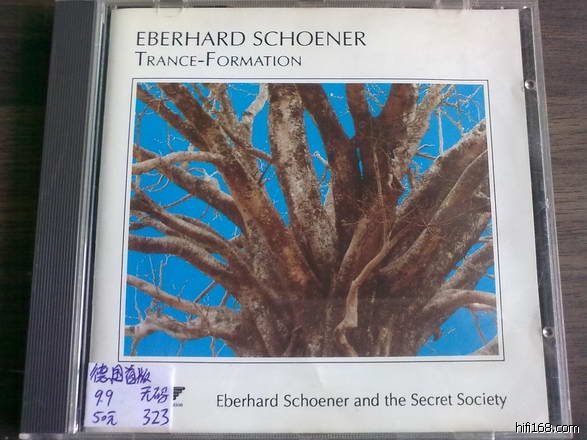 EBERHARD SCHOENER
TRANCE-FORMATION
德国首版
99 无码
50元 323
Eberhard Schoener and the Secret Society
hifi168.com